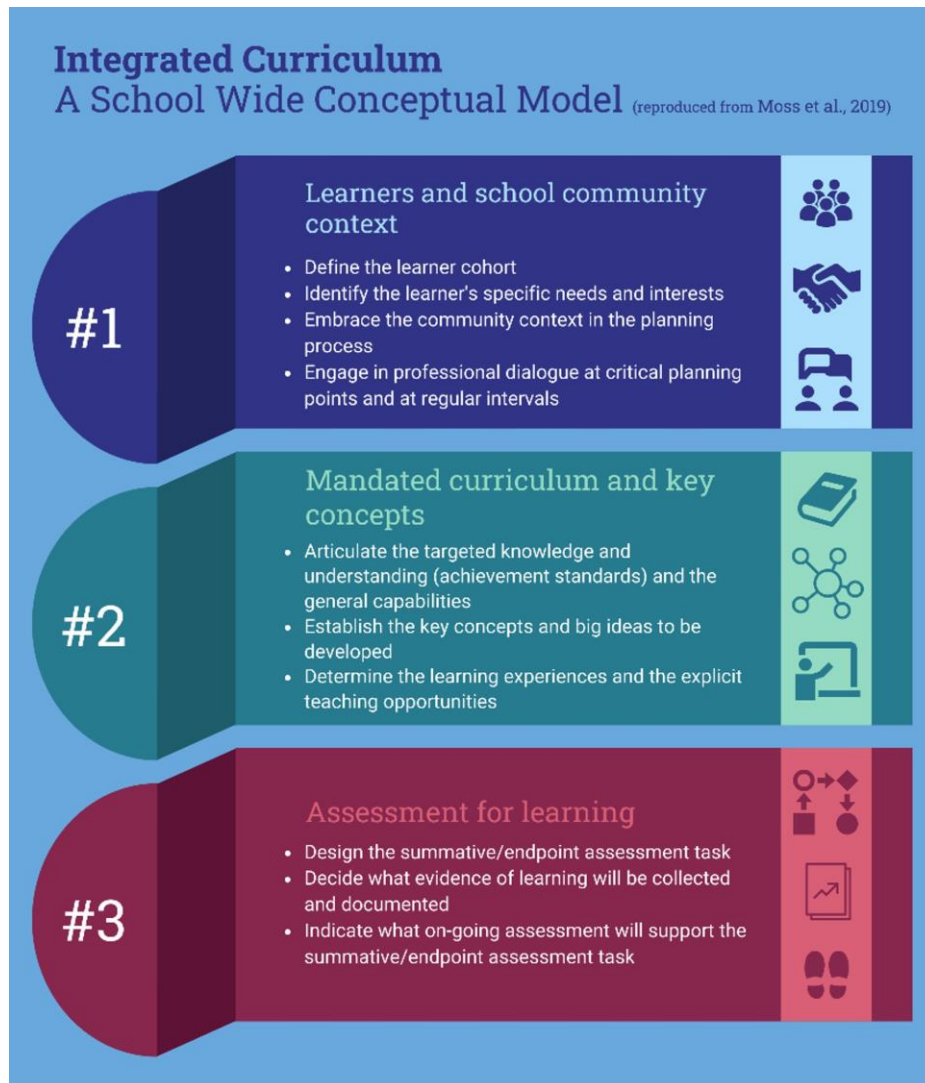 Integrated Curriculum
A School Wide Conceptual Model (reproduced from Moss et al., 2019)
#1
Learners and school community
context
• Define the learner cohort
• Identify the learner's specific needs and interests
• Embrace the community context in the planning
process
• Engage in professional dialogue at critical planning
points and at regular intervals
#2
Mandated curriculum and key
concepts
• Articulate the targeted knowledge and
understanding (achievement standards) and the
general capabilities
• Establish the key concepts and big ideas to be
developed
• Determine the learning experiences and the explicit
teaching opportunities
#3
Assessment for learning
• Design the summative/endpoint assessment task
• Decide what evidence of learning will be collected
and documented
• Indicate what on-going assessment will support the
summative/endpoint assessment task